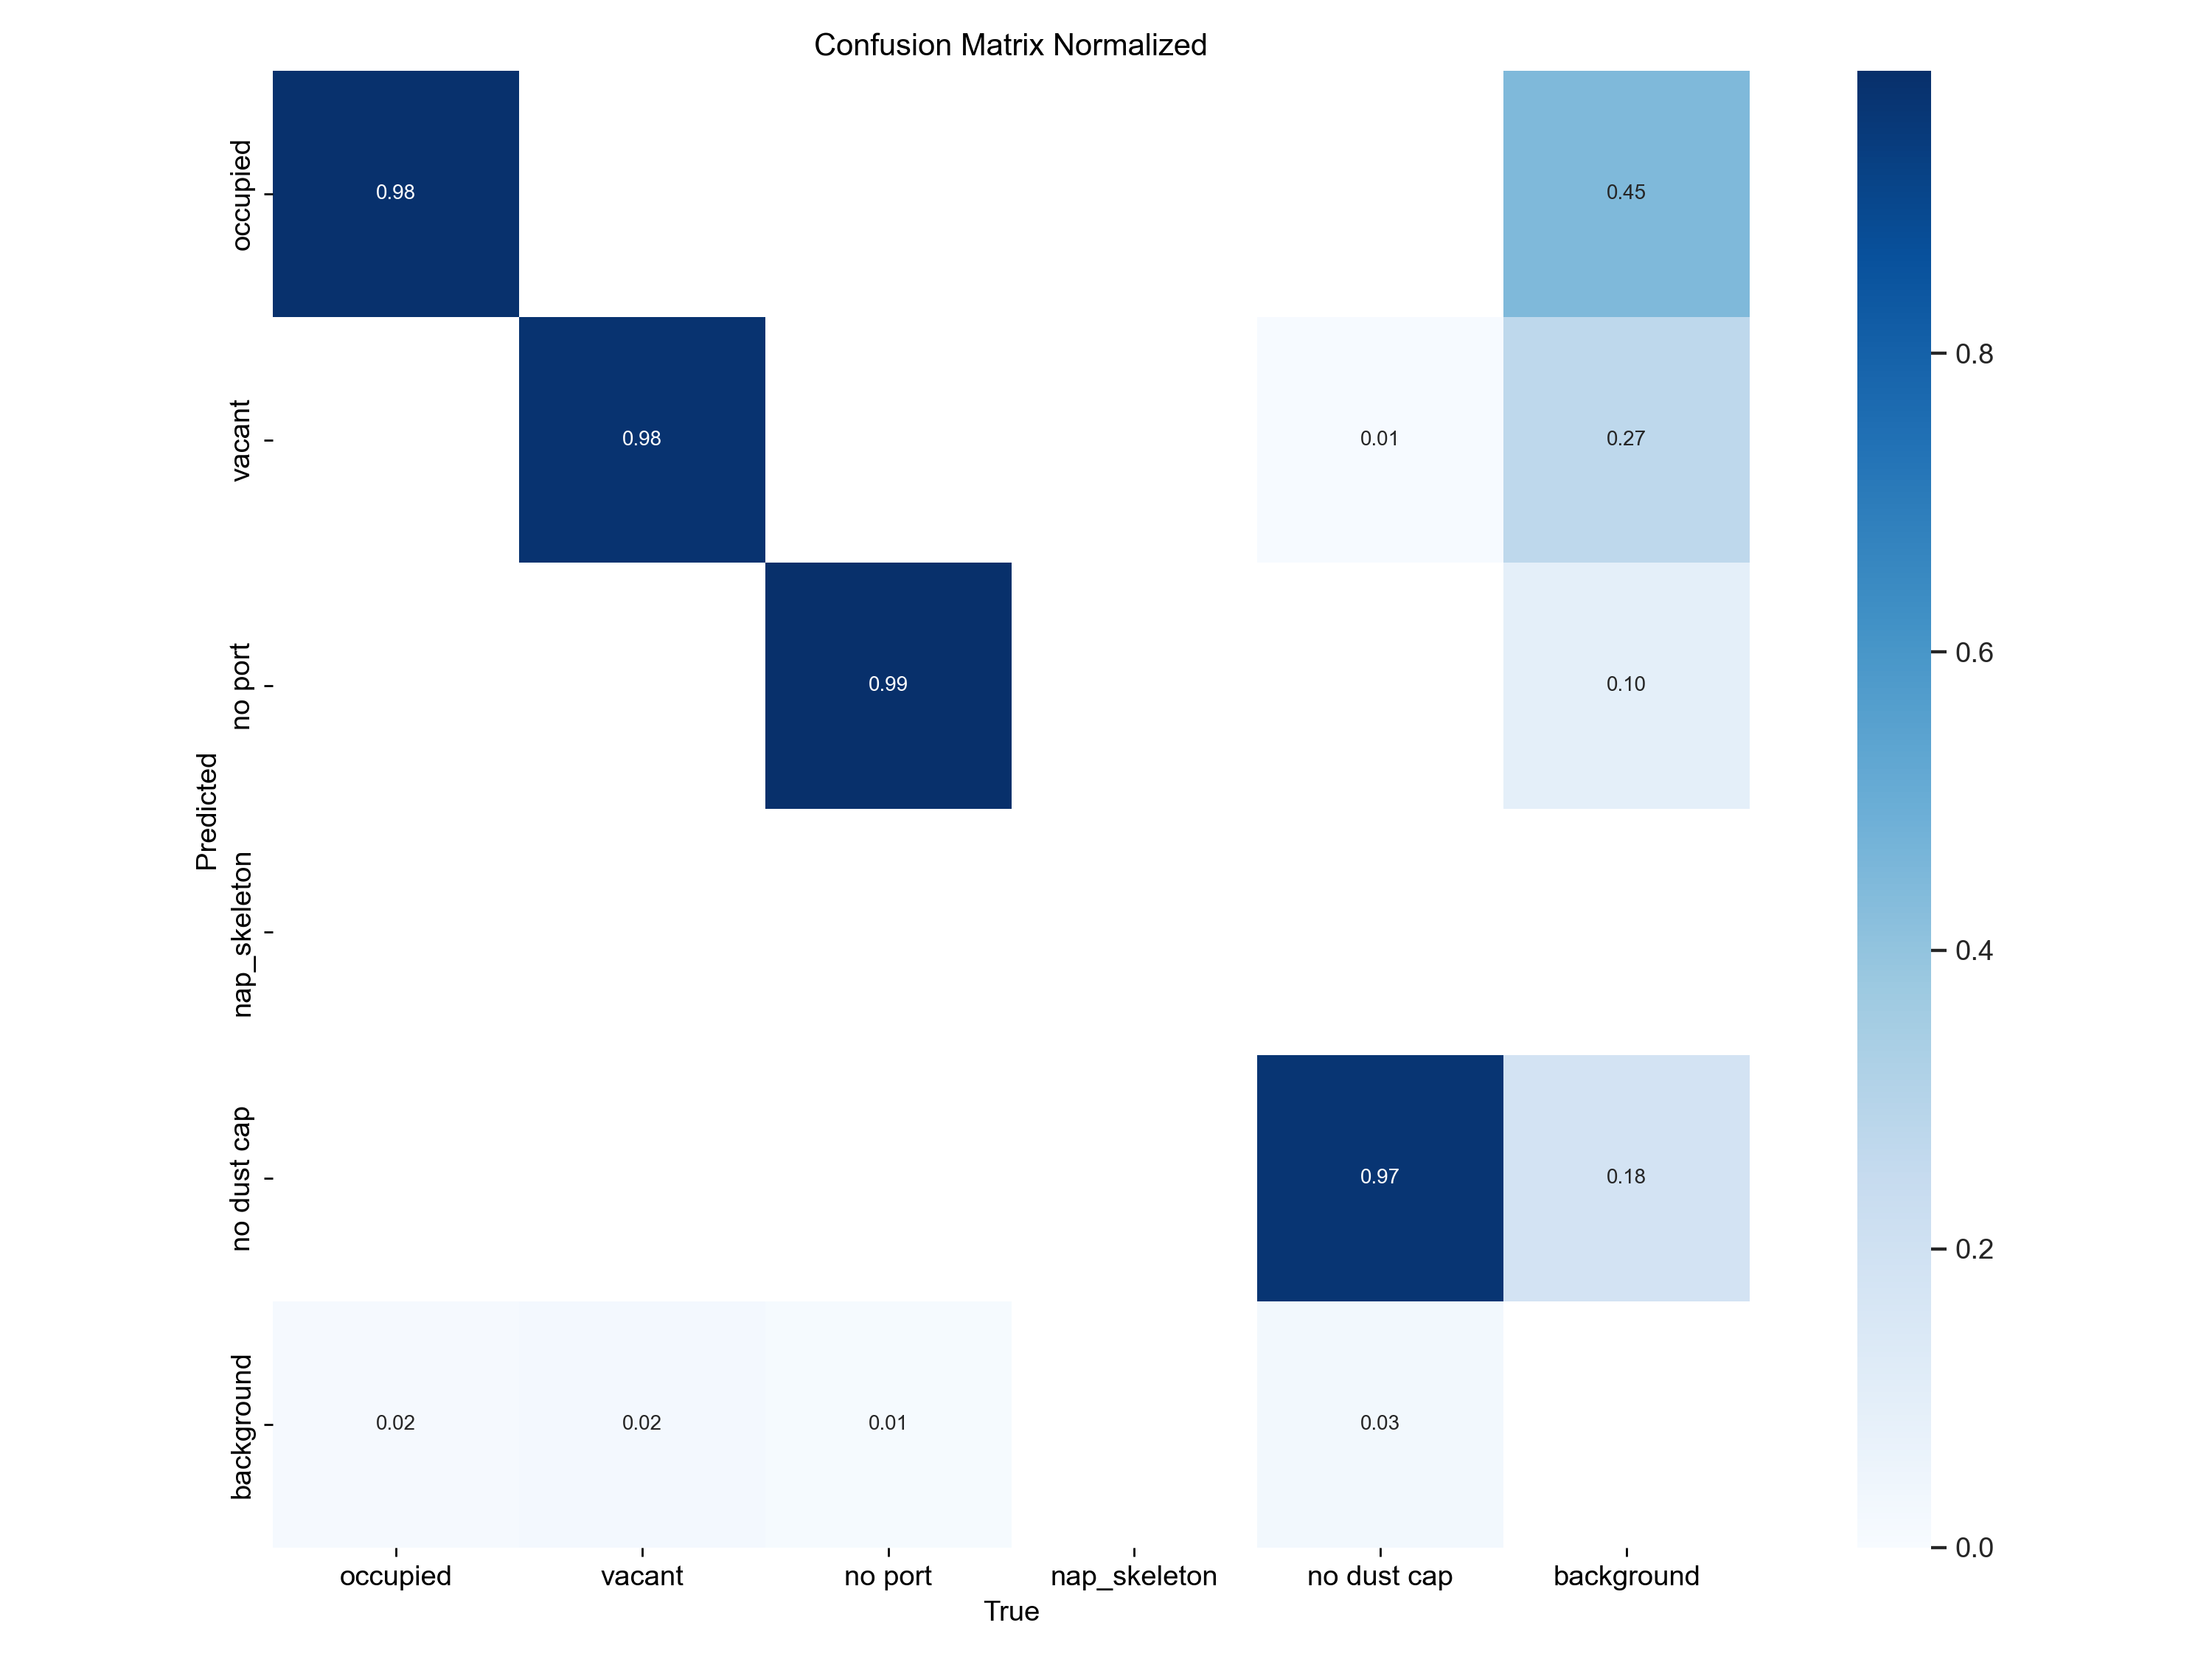 Confusion Matrix Normalized
occupied
0.98
0.45
vacant
0.98
0.01
0.27
no port
0.99
0.10
nap_skeleton
no dust cap
0.97
0.18
background
0.02
0.02
0.01
0.03
Predicted
occupied
vacant
no port
nap_skeleton
no dust cap
background
True
0.8
0.6
0.4
0.2
0.0